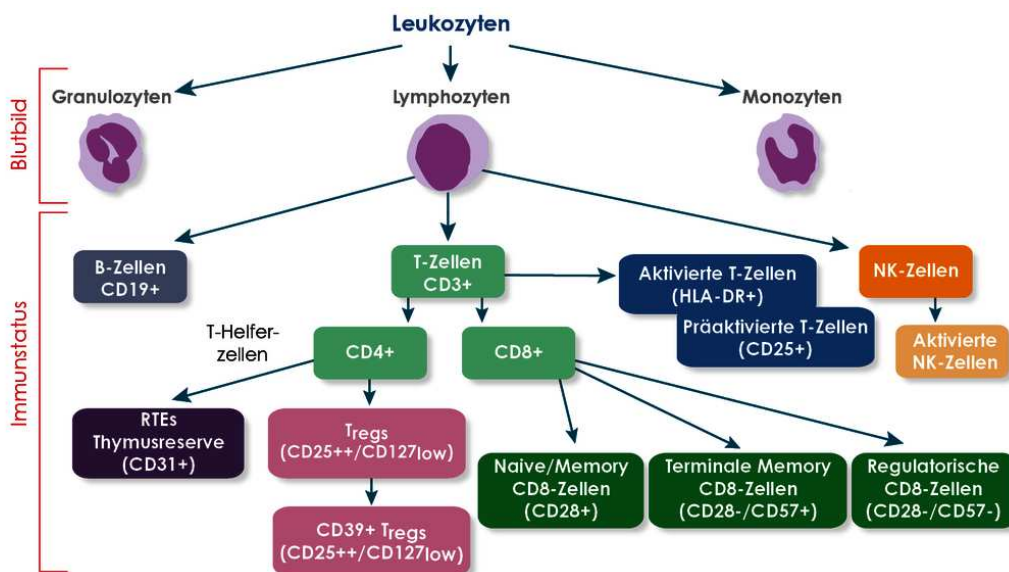 Leukozyten
Blutbild
Granulozyten
Lymphozyten
Monozyten
Immunstatus
B-Zellen
CD19+
T-Zellen
CD3+
Aktivierte T-Zellen
(HLA-DR+)
Präaktivierte T-Zellen
(CD25+)
NK-Zellen
Aktivierte
NK-Zellen
T-Helfer-
zellen
CD4+
CD8+
RTEs
Thymusreserve
(CD31+)
Tregs
(CD25++/CD127low)
CD39+ Tregs
(CD25++/CD127low)
Naive/Memory
CD8-Zellen
(CD28+)
Terminale Memory
CD8-Zellen
(CD28-/CD57+)
Regulatorische
CD8-Zellen
(CD28-/CD57-)